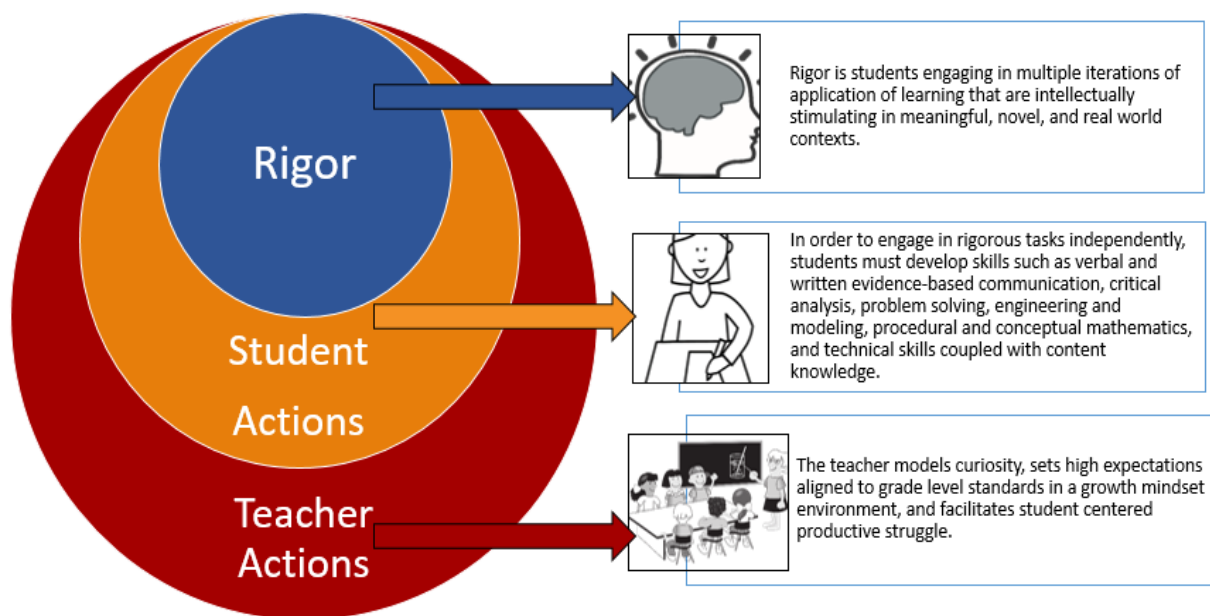 Rigor
Student
Actions
Teacher
Actions
Rigor is students engaging in multiple iterations of
application of learning that are intellectually
stimulating in meaningful, novel, and real world
contexts.
In order to engage in rigorous tasks independently,
students must develop skills such as verbal and
written evidence-based communication, critical
analysis, problem solving, engineering and
modeling, procedural and conceptual mathematics,
and technical skills coupled with content
knowledge.
The teacher models curiosity, sets high expectations
aligned to grade level standards in a growth mindset
environment, and facilitates student centered
productive struggle.